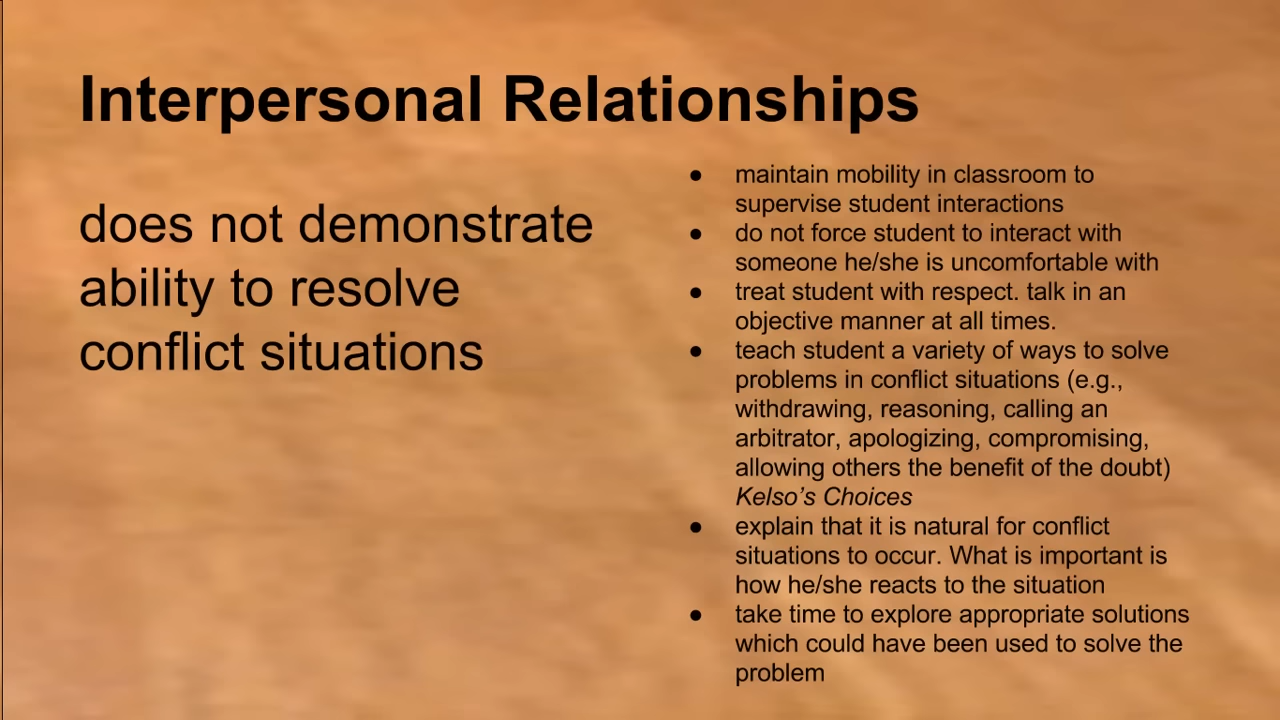 Interpersonal Relationships
does not demonstrate
ability to resolve
conflict situations
● maintain mobility in classroom to
supervise student interactions
● do not force student to interact with
someone he/she is uncomfortable with
● treat student with respect. talk in an
objective manner at all times.
● teach student a variety of ways to solve
problems in conflict situations (e.g.,
withdrawing, reasoning, calling an
arbitrator, apologizing, compromising,
allowing others the benefit of the doubt)
Kelso’s Choices
● explain that it is natural for conflict
situations to occur. What is important is
how he/she reacts to the situation
● take time to explore appropriate solutions
which could have been used to solve the
problem